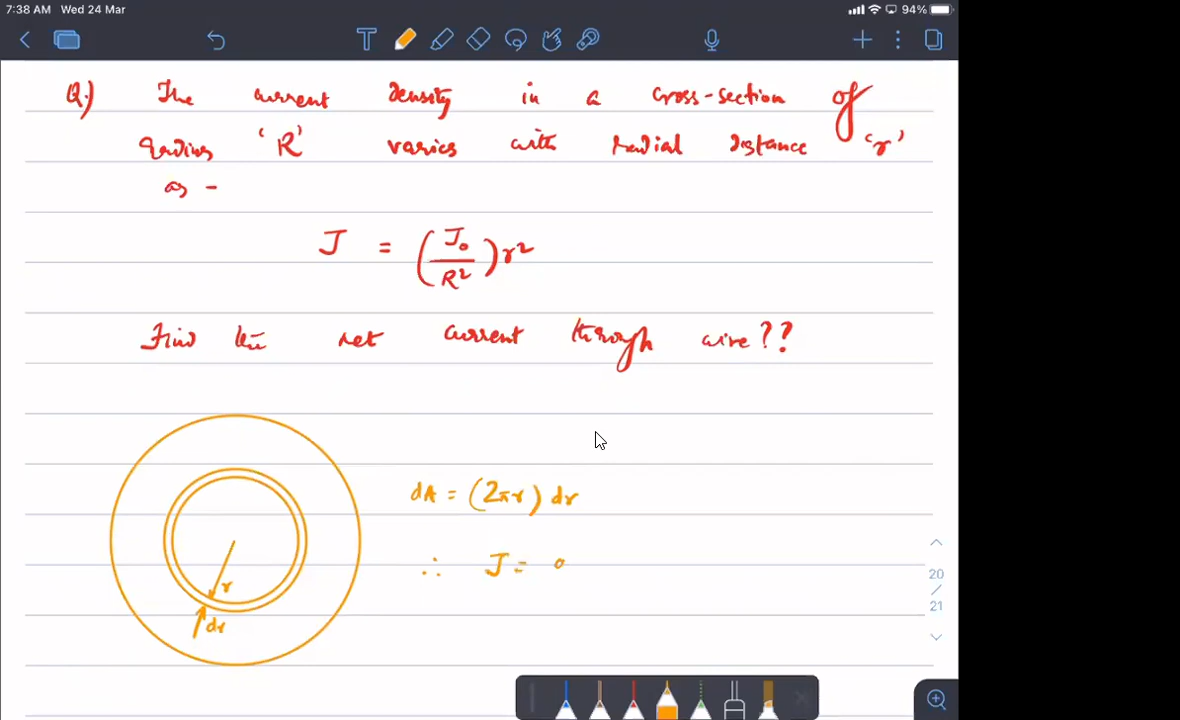 7:38 AM Wed 24 Mar 94%
Q.) The current density in a cross-section of
radius 'R' varies with radial distance 'r'
as -
J = (J₀/R²) r²
Find the net current through wire??
dA = (2πr) dr
∴ J =
r
dr
20
/
21